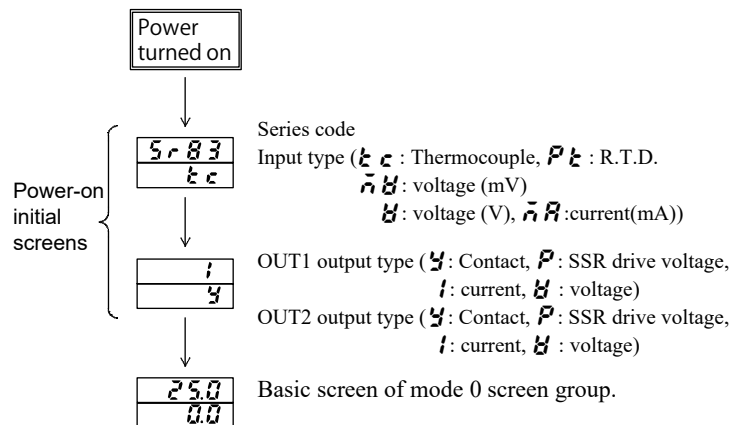 Power
turned on
Series code
Sr83
Input type (tc : Thermocouple, Pt : R.T.D.
tc
mV : voltage (mV)
Power-on
initial
screens
V : voltage (V), mA :current(mA))
1
OUT1 output type (Y : Contact, P : SSR drive voltage,
Y
I : current, V : voltage)
OUT2 output type (Y : Contact, P : SSR drive voltage,
I : current, V : voltage)
25.0
Basic screen of mode 0 screen group.
0.0